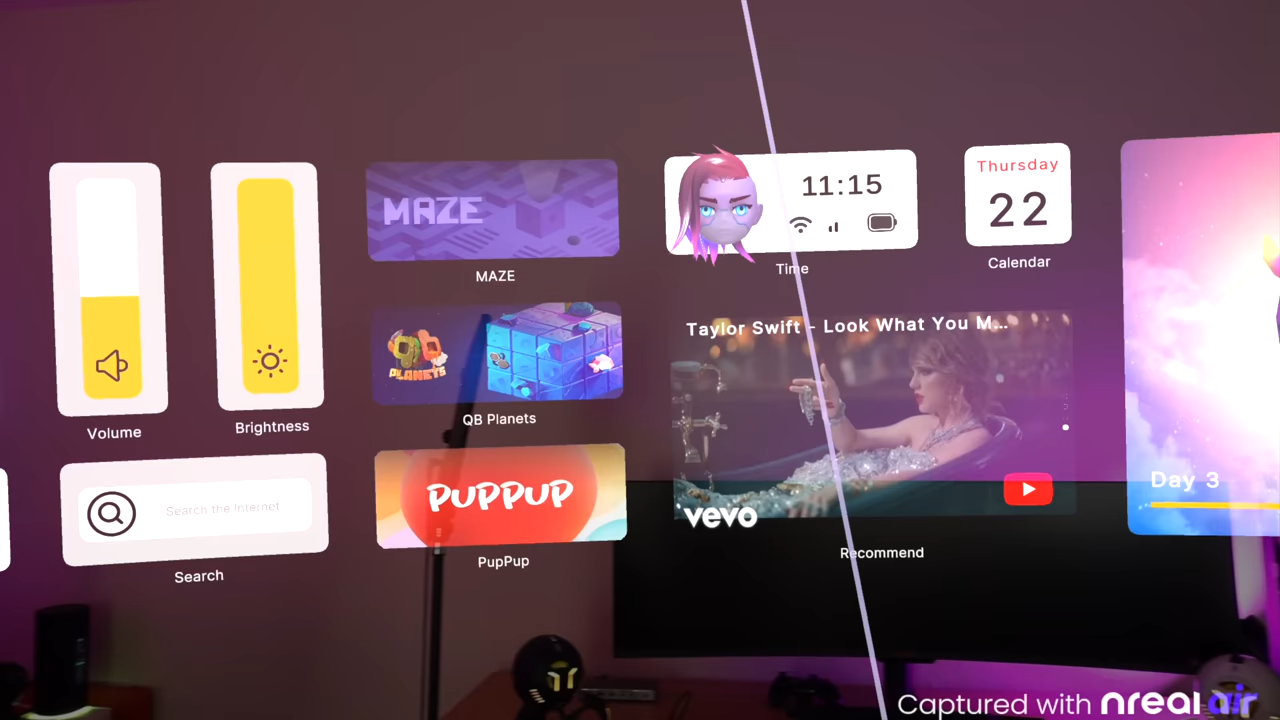 MAZE
MAZE
PLANETS
QB Planets
PUPPUP
PupPup
Volume
Brightness
Search the Internet
Search
11:15
Time
Thursday
22
Calendar
Taylor Swift - Look What You M...
vevo
Recommend
Day 3
Captured with nreal air